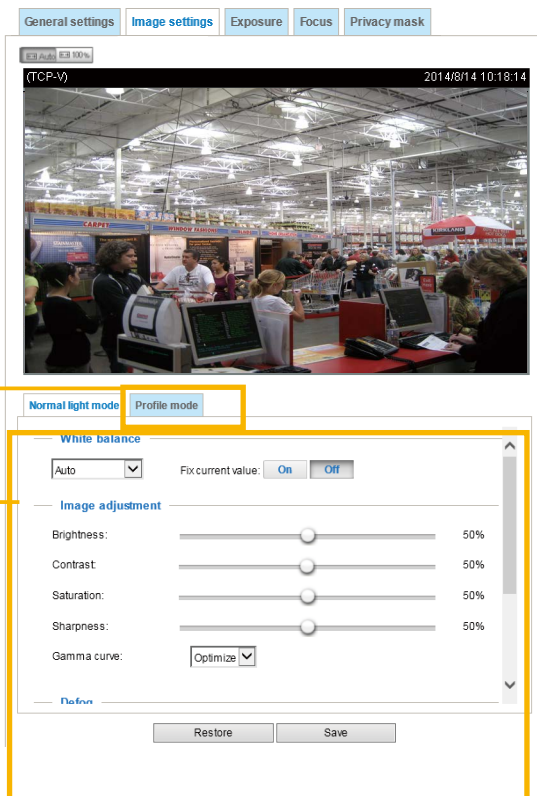 General settings Image settings Exposure Focus Privacy mask
Auto 100%
(TCP-V) 2014/8/14 10:18:14
CARPET WINDOW FASHIONS KIRKLAND
Normal light mode Profile mode
White balance
Auto Fix current value: On Off
Image adjustment
Brightness: 50%
Contrast: 50%
Saturation: 50%
Sharpness: 50%
Gamma curve: Optimize
Defog
Restore Save